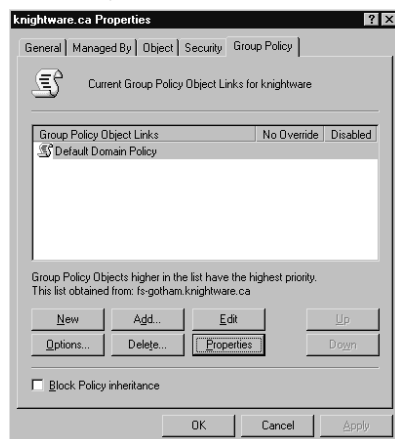 knightware.ca Properties
General Managed By Object Security Group Policy
Current Group Policy Object Links for knightware
Group Policy Object Links No Override Disabled
Default Domain Policy
Group Policy Objects higher in the list have the highest priority.
This list obtained from: fs-gotham.knightware.ca
New Add... Edit Up
Options... Delete... Properties Down
Block Policy inheritance
OK Cancel Apply